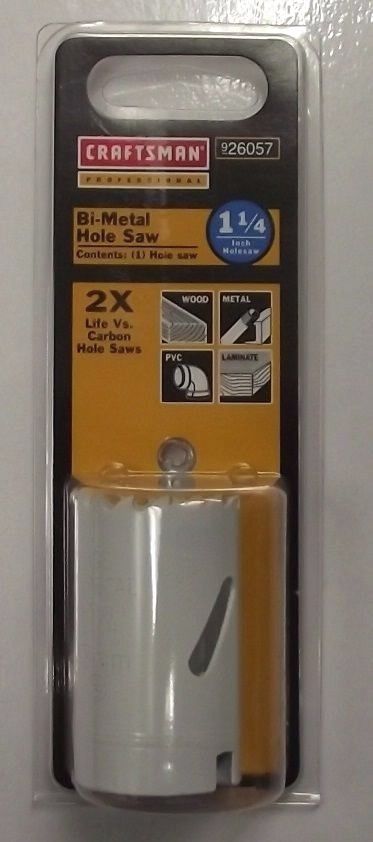 CRAFTSMAN
926057
PROFESSIONAL
Bi-Metal
Hole Saw
Contents: (1) Hole saw
1 1/4
Inch
Holesaw
2X
Life Vs.
Carbon
Hole Saws
WOOD
METAL
PVC
LAMINATE